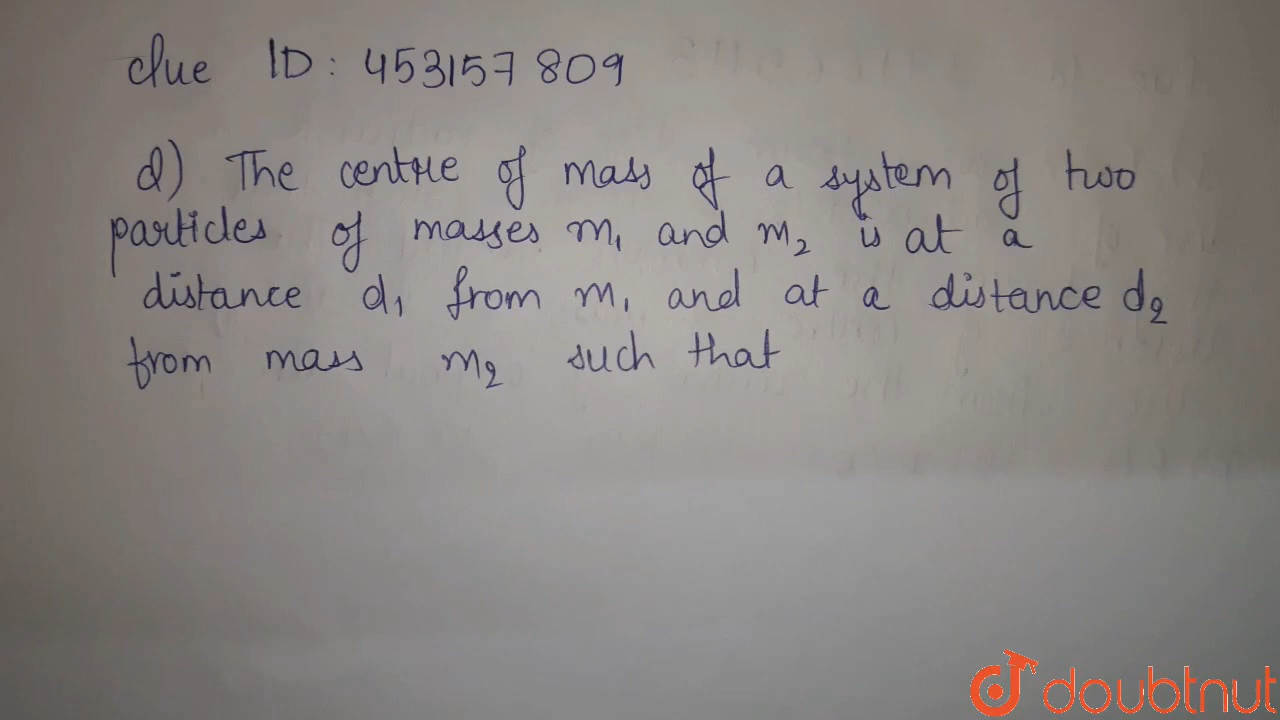 clue ID: 453157809
Q) The centre of mass of a system of two
particles of masses m₁ and m₂ is at a
distance d₁ from m₁ and at a distance d₂
from mass m₂ such that
doubtnut